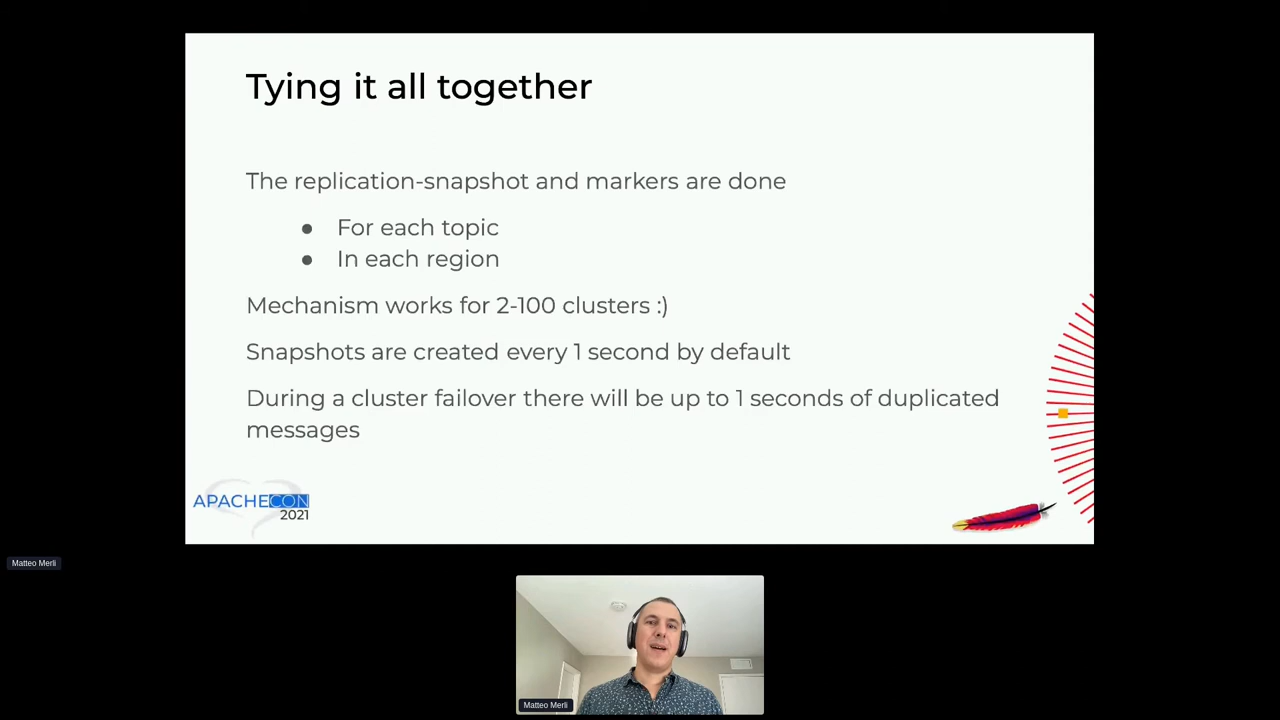 Tying it all together
The replication-snapshot and markers are done
● For each topic
● In each region
Mechanism works for 2-100 clusters :)
Snapshots are created every 1 second by default
During a cluster failover there will be up to 1 seconds of duplicated
messages
APACHECON
2021
Matteo Merli
Matteo Merli